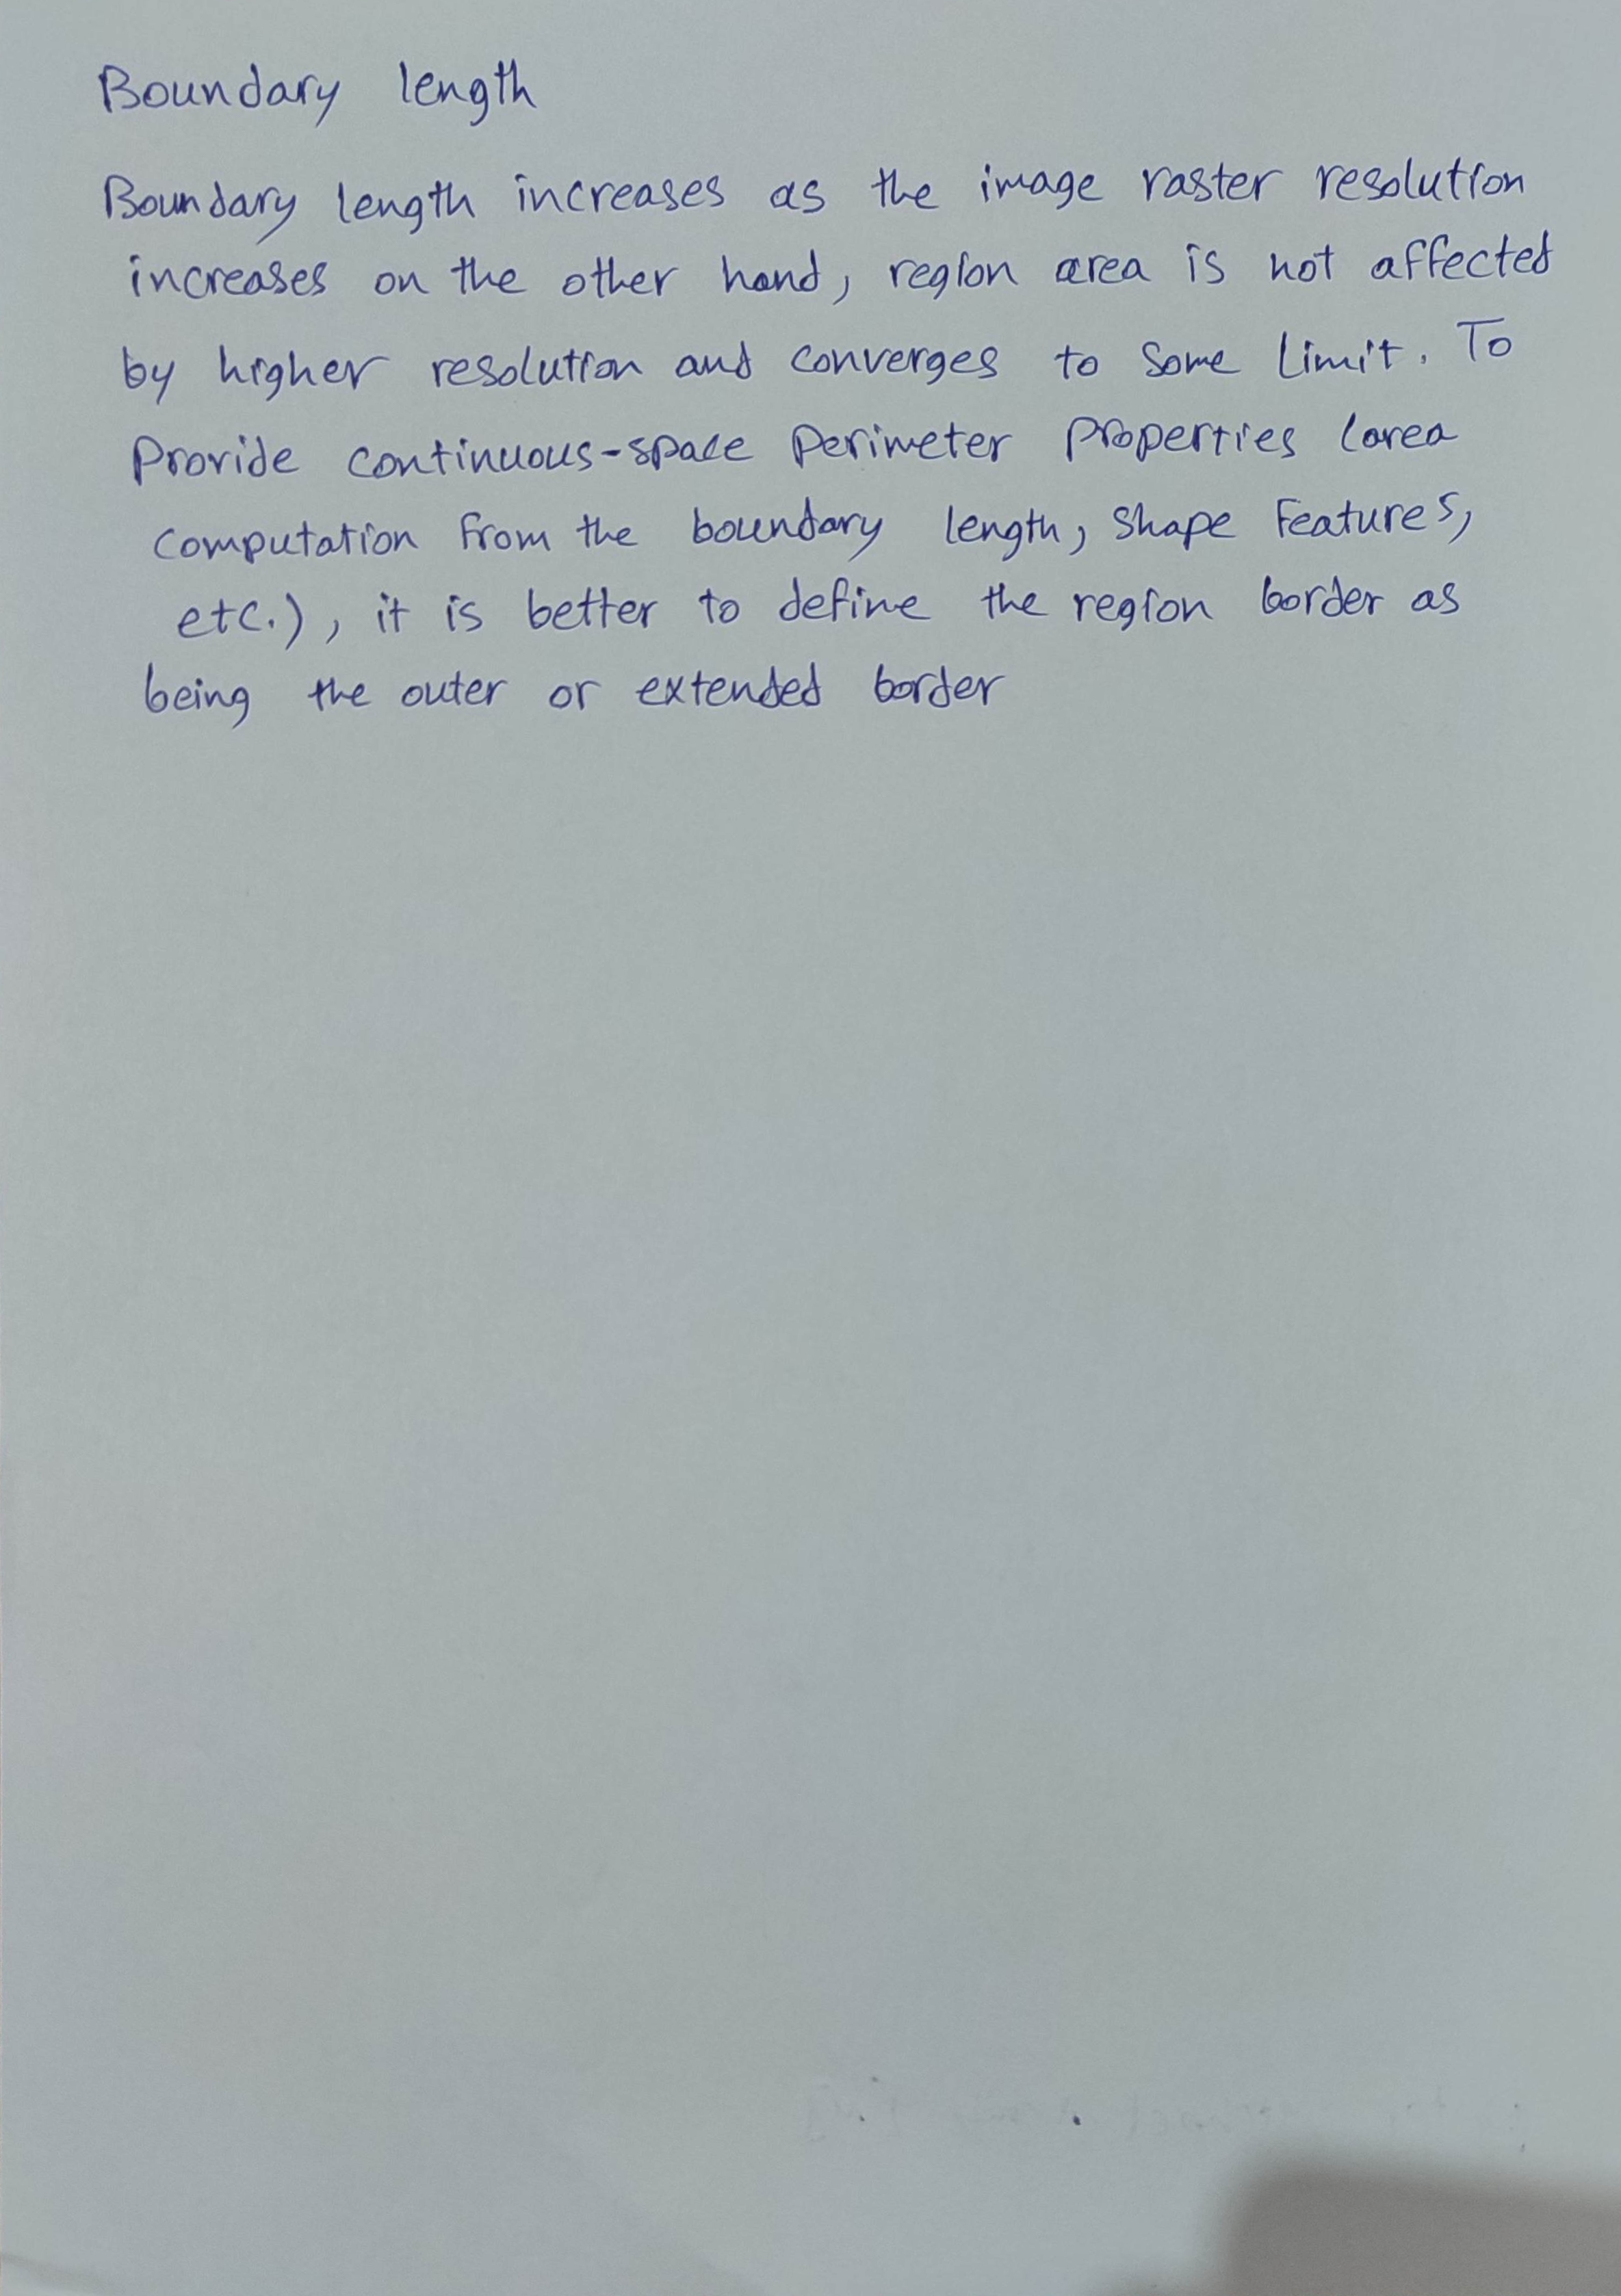 Boundary length
Boundary length increases as the image raster resolution
increases on the other hand, region area is not affected
by higher resolution and converges to some limit. To
Provide continuous-space Perimeter Properties (area
computation from the boundary length, Shape Features,
etc.), it is better to define the region border as
being the outer or extended border